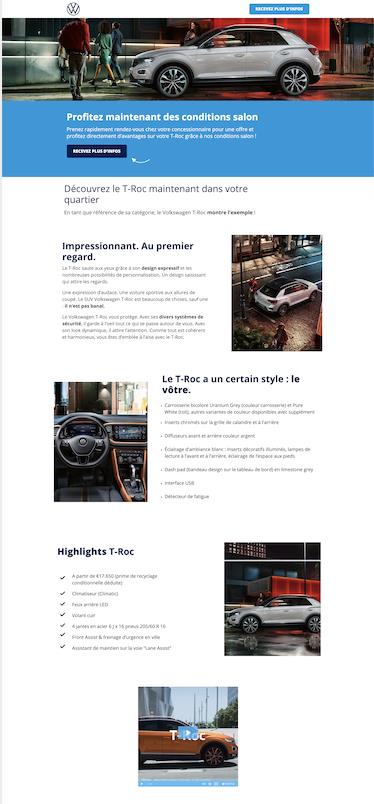 RECEVEZ PLUS D'INFOS
Profitez maintenant des conditions salon
Prenez rapidement rendez-vous chez votre concessionnaire pour une offre et
profitez directement d'avantages sur votre T-Roc grâce à nos conditions salon !
RECEVEZ PLUS D'INFOS
Découvrez le T-Roc maintenant dans votre
quartier
En tant que référence de sa catégorie, le Volkswagen T-Roc montre l'exemple !
Impressionnant. Au premier
regard.
Le T-Roc saute aux yeux grâce à son design expressif et les
nombreuses possibilités de personnalisation. Un design saisissant
qui attire les regards.
Une expression d'audace. Une voiture sportive aux allures de
coupé. Le SUV Volkswagen T-Roc est beaucoup de choses, sauf une
: il n'est pas banal.
Le Volkswagen T-Roc vous protège. Avec ses divers systèmes de
sécurité, il garde à l'oeil tout ce qui se passe autour de vous. Avec
son look dynamique, il attire l'attention. Comme tout est cohérent
et harmonieux, vous êtes d'emblée à l'aise avec le T-Roc.
Le T-Roc a un certain style : le
vôtre.
Carrosserie bicolore Uranium Grey (couleur carrosserie) et Pure
White (toit), autres variantes de couleur disponibles avec supplément
Inserts chromés sur la grille de calandre et à l'arrière
Diffuseurs avant et arrière couleur argent
Éclairage d'ambiance blanc : Inserts décoratifs illuminés, lampes de
lecture à l'avant et à l'arrière, éclairage de l'espace aux pieds
Dash pad (bandeau design sur le tableau de bord) en limestone grey
Interface USB
Détecteur de fatigue
Highlights T-Roc
A partir de €17.650 (prime de recyclage
conditionnelle déduite)
Climatiseur (Climatic)
Feux arrière LED
Volant cuir
4 jantes en acier 6 J x 16 pneus 205/60 R 16
Front Assist & freinage d'urgence en ville
Assistant de maintien sur la voie "Lane Assist"
T-Roc